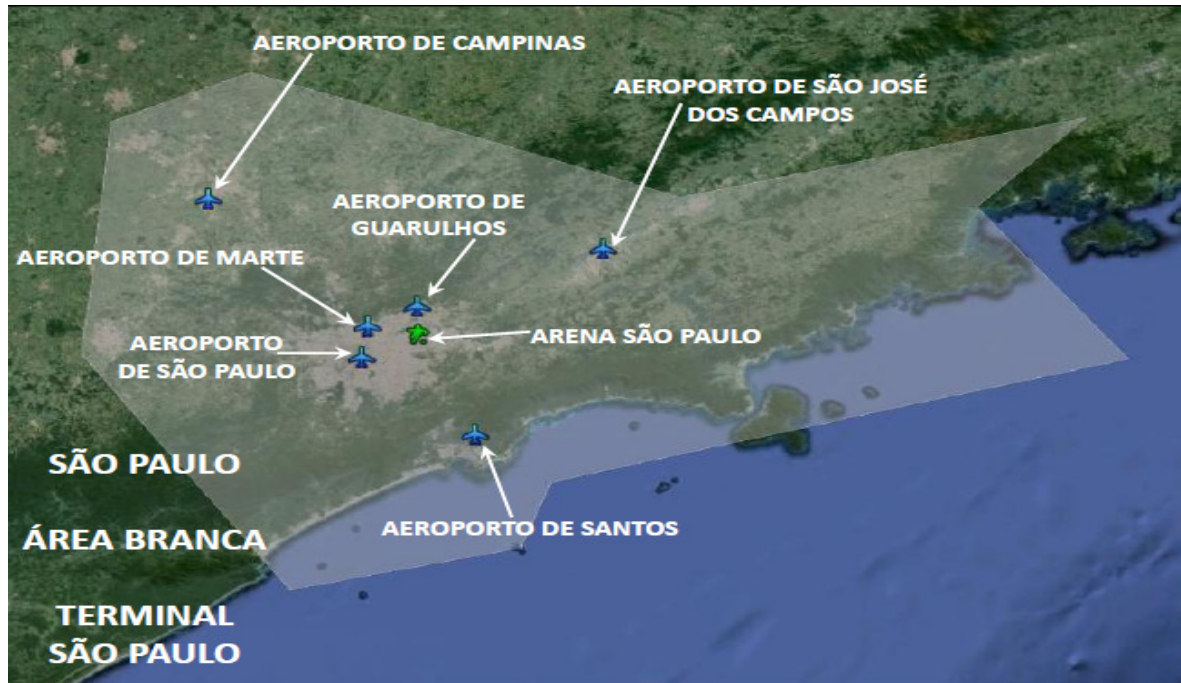 AEROPORTO DE CAMPINAS
AEROPORTO DE SÃO JOSÉ
DOS CAMPOS
AEROPORTO DE
GUARULHOS
AEROPORTO DE MARTE
ARENA SÃO PAULO
AEROPORTO
DE SÃO PAULO
SÃO PAULO
AEROPORTO DE SANTOS
ÁREA BRANCA
TERMINAL
SÃO PAULO